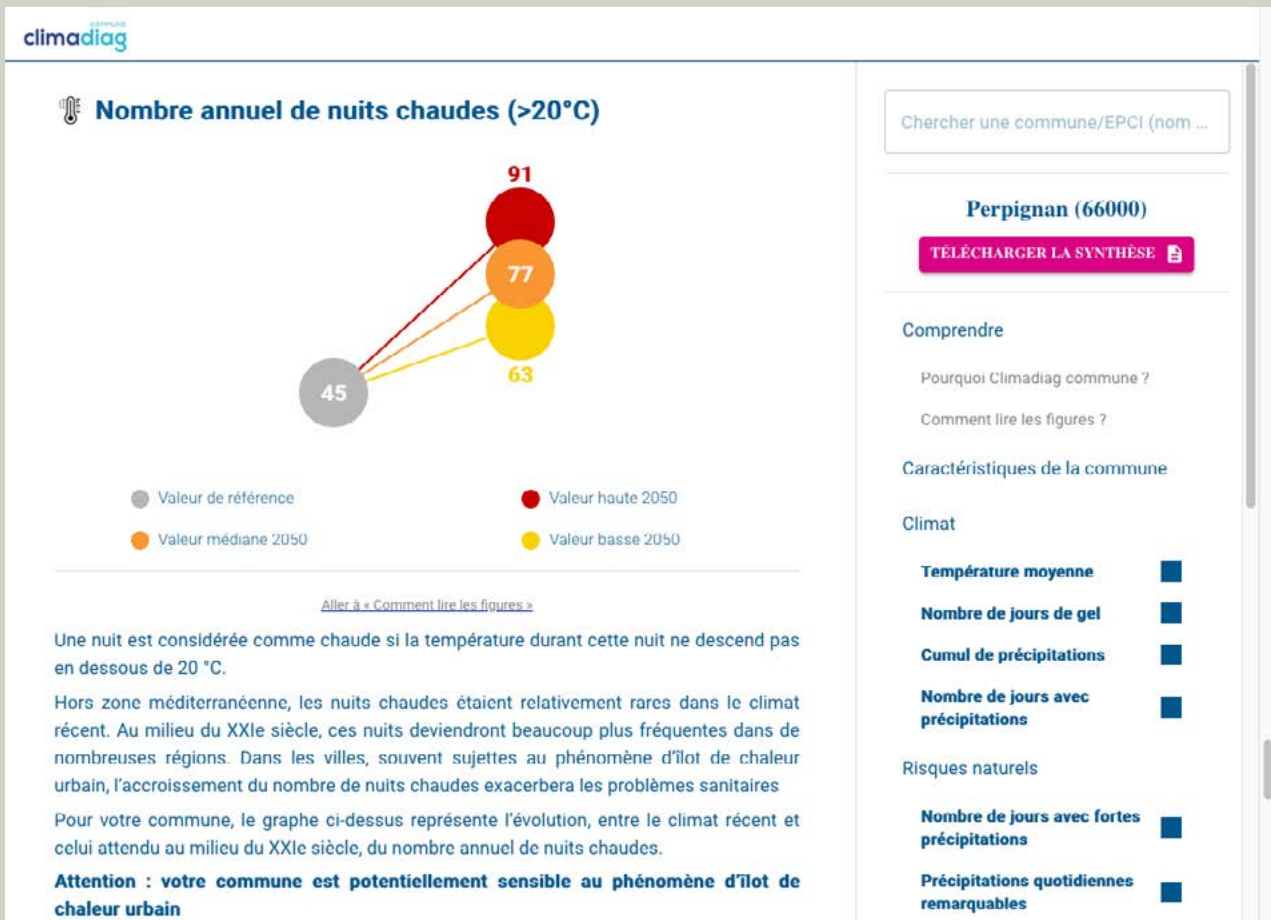 commune
climadiag
Nombre annuel de nuits chaudes (>20°C)
91
77
63
45
Valeur de référence
Valeur haute 2050
Valeur médiane 2050
Valeur basse 2050
Aller à « Comment lire les figures »
Une nuit est considérée comme chaude si la température durant cette nuit ne descend pas
en dessous de 20 °C.
Hors zone méditerranéenne, les nuits chaudes étaient relativement rares dans le climat
récent. Au milieu du XXIe siècle, ces nuits deviendront beaucoup plus fréquentes dans de
nombreuses régions. Dans les villes, souvent sujettes au phénomène d'îlot de chaleur
urbain, l'accroissement du nombre de nuits chaudes exacerbera les problèmes sanitaires
Pour votre commune, le graphe ci-dessus représente l'évolution, entre le climat récent et
celui attendu au milieu du XXIe siècle, du nombre annuel de nuits chaudes.
Attention : votre commune est potentiellement sensible au phénomène d'îlot de
chaleur urbain
Chercher une commune/EPCI (nom ...
Perpignan (66000)
TÉLÉCHARGER LA SYNTHÈSE
Comprendre
Pourquoi Climadiag commune ?
Comment lire les figures ?
Caractéristiques de la commune
Climat
Température moyenne
Nombre de jours de gel
Cumul de précipitations
Nombre de jours avec
précipitations
Risques naturels
Nombre de jours avec fortes
précipitations
Précipitations quotidiennes
remarquables